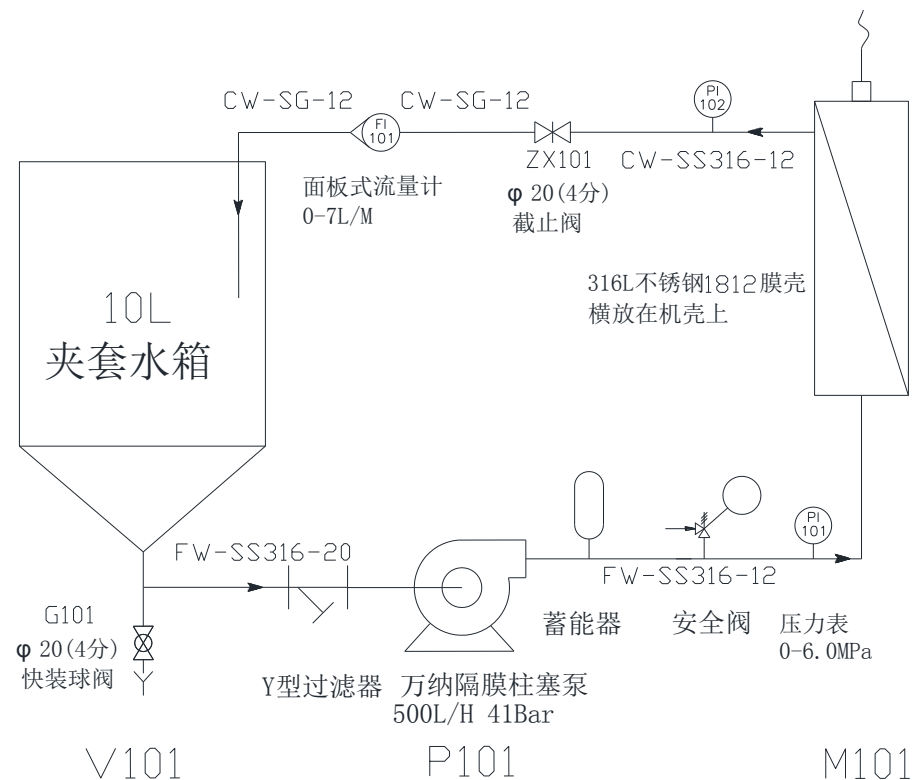 PI
102
CW-SG-12
CW-SG-12
FI
101
ZX101
CW-SS316-12
面板式流量计
0-7L/M
φ 20(4分)
截止阀
316L不锈钢1812膜壳
横放在机壳上
10L
夹套水箱
PI
101
FW-SS316-20
FW-SS316-12
G101
φ 20(4分)
快装球阀
蓄能器
安全阀
压力表
0-6.0MPa
Y型过滤器
万纳隔膜柱塞泵
500L/H 41Bar
V101
P101
M101